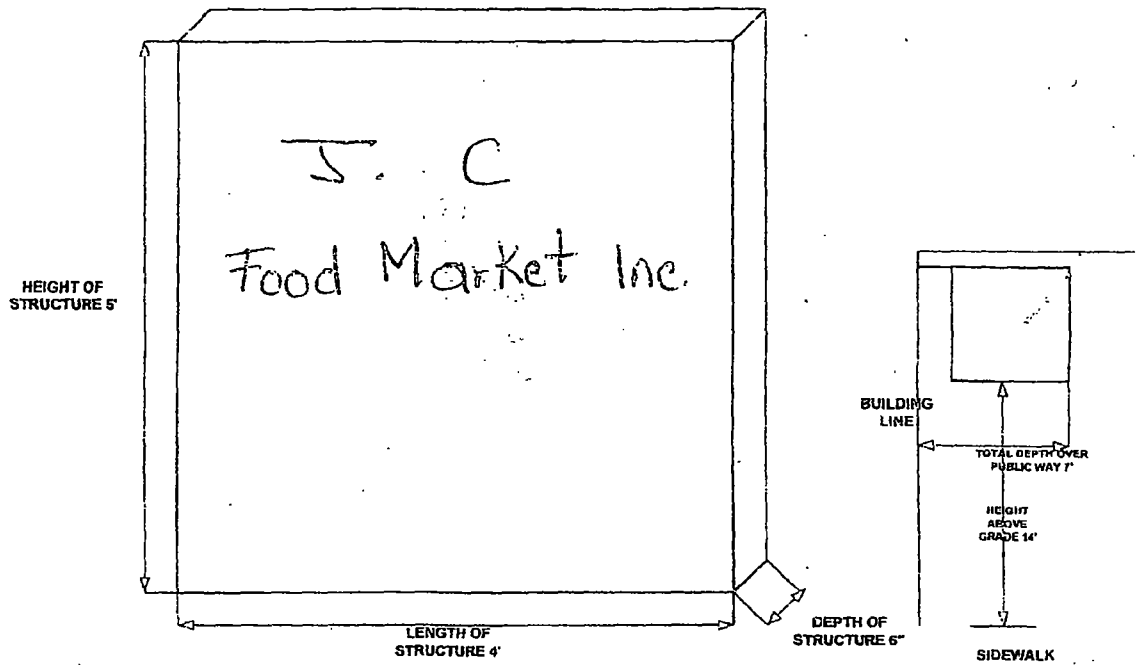 J. C
Food Market Inc.
HEIGHT OF
STRUCTURE 5'
LENGTH OF
STRUCTURE 4'
DEPTH OF
STRUCTURE 6"
BUILDING
LINE
TOTAL DEPTH OVER
PUBLIC WAY 7'
HEIGHT
ABOVE
GRADE 14'
SIDEWALK